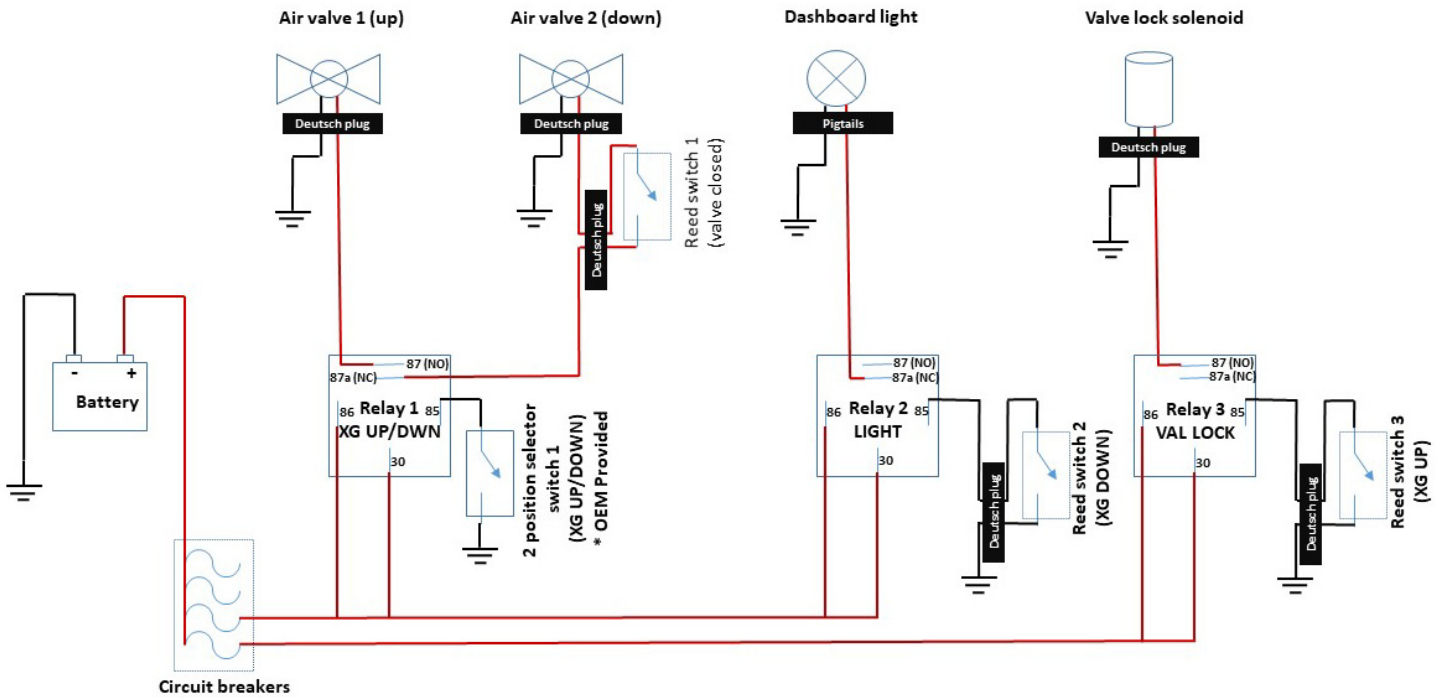 Air valve 1 (up)
Air valve 2 (down)
Dashboard light
Valve lock solenoid
Deutsch plug
Deutsch plug
Pigtails
Deutsch plug
Deutsch plug
Reed switch 1
(valve closed)
- +
Battery
87 (NO)
87a (NC)
86 Relay 1 85
XG UP/DWN
30
2 position selector
switch 1
(XG UP/DOWN)
* OEM Provided
87 (NO)
87a (NC)
86 Relay 2 85
LIGHT
30
Deutsch plug
Reed switch 2
(XG DOWN)
87 (NO)
87a (NC)
86 Relay 3 85
VAL LOCK
30
Deutsch plug
Reed switch 3
(XG UP)
Circuit breakers